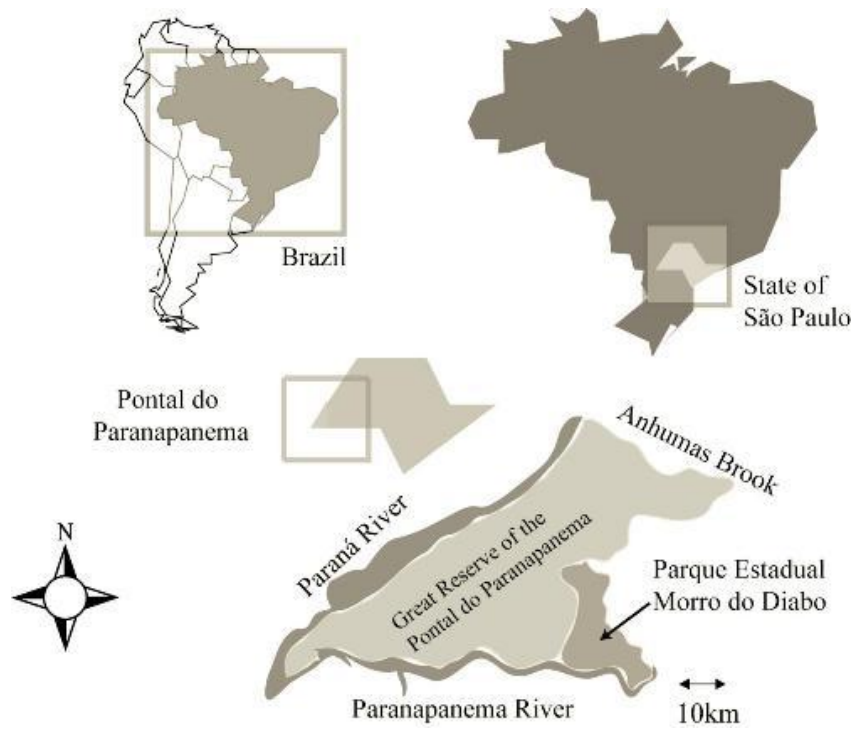 Brazil
State of
São Paulo
Pontal do
Paranapanema
Anhumas Brook
Paraná River
Great Reserve of the
Pontal do Paranapanema
N
Parque Estadual
Morro do Diabo
Paranapanema River
10km